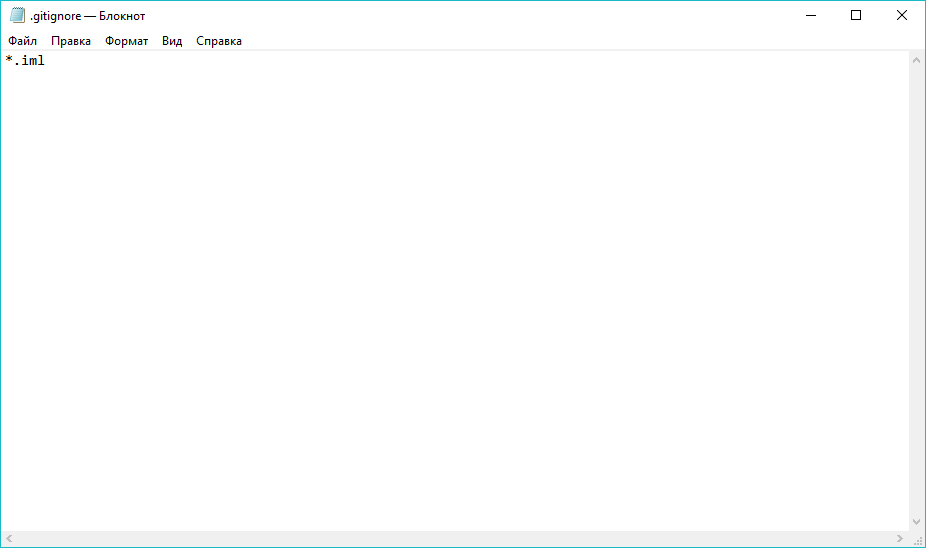 .gitignore — Блокнот
Файл Правка Формат Вид Справка
*.iml